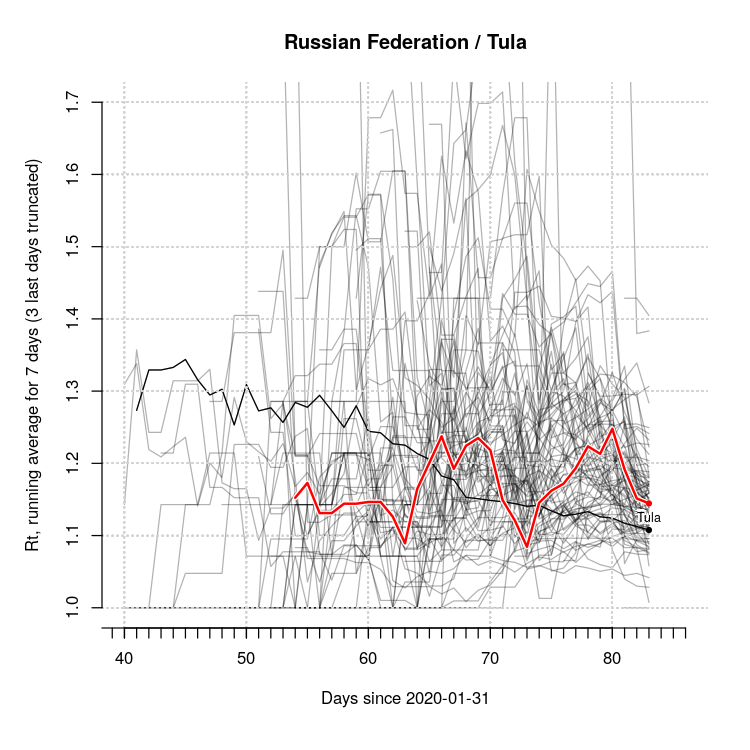 Russian Federation / Tula
Rt, running average for 7 days (3 last days truncated)
1.7
1.6
1.5
1.4
1.3
1.2
1.1
1.0
Tula
40 50 60 70 80
Days since 2020-01-31